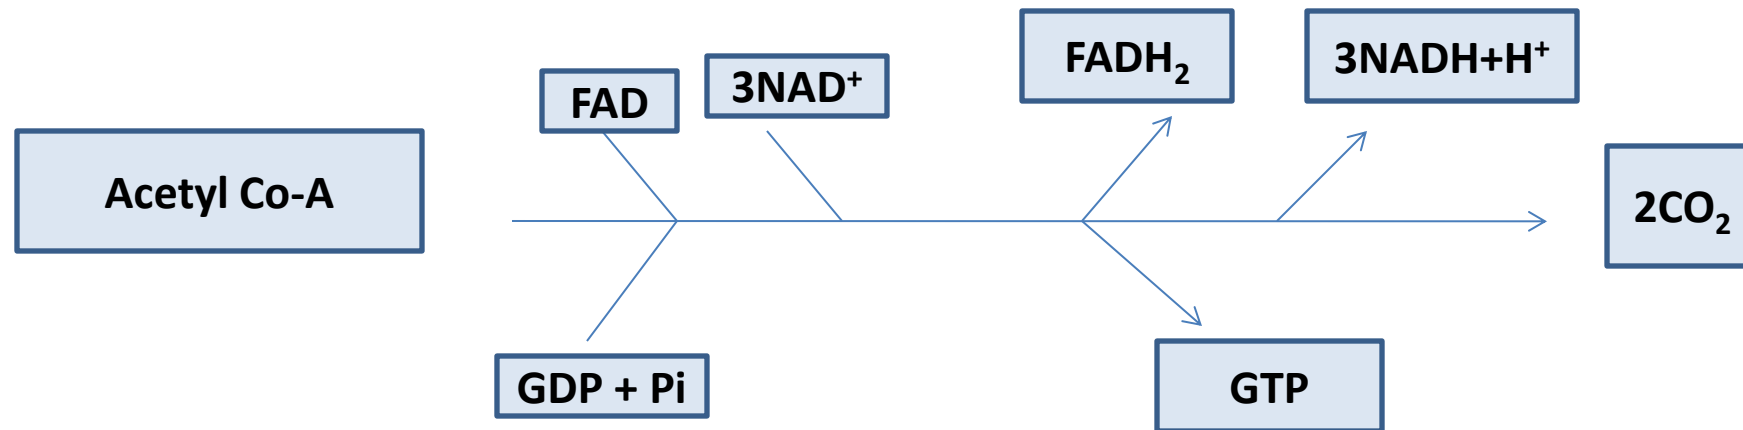 FADH₂
3NADH+H⁺
FAD
3NAD⁺
Acetyl Co-A
2CO₂
GDP + Pi
GTP